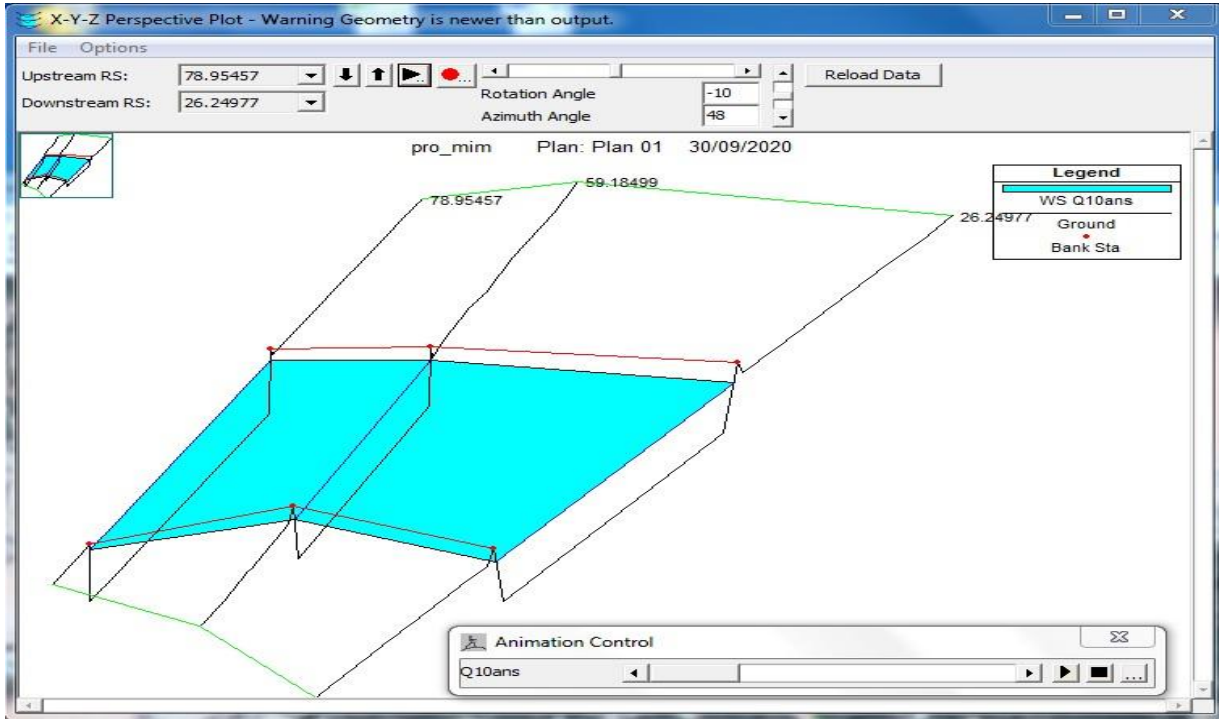 X-Y-Z Perspective Plot - Warning Geometry is newer than output.
File Options
Upstream RS: 78.95457
Reload Data
Rotation Angle -10
Downstream RS: 26.24977
Azimuth Angle 48
pro_mim Plan: Plan 01 30/09/2020
Legend
WS Q10ans
Ground
Bank Sta
59.18499
78.95457
26.24977
Animation Control
Q10ans